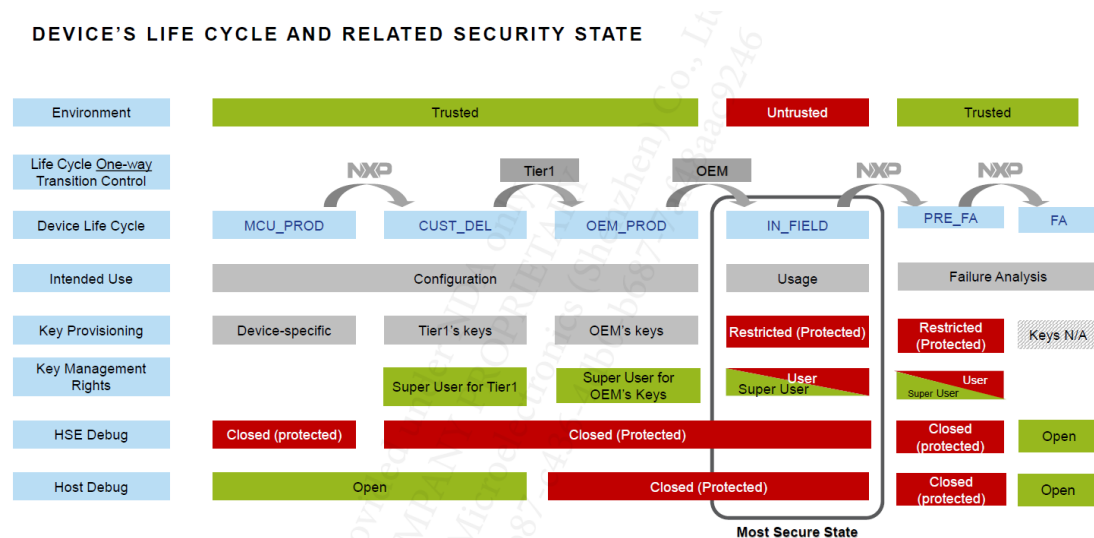 DEVICE'S LIFE CYCLE AND RELATED SECURITY STATE
Environment
Trusted
Untrusted
Trusted
Life Cycle One-way
Transition Control
NXP
Tier1
OEM
NXP
NXP
Device Life Cycle
MCU_PROD
CUST_DEL
OEM_PROD
IN_FIELD
PRE_FA
FA
Intended Use
Configuration
Usage
Failure Analysis
Key Provisioning
Device-specific
Tier1's keys
OEM's keys
Restricted (Protected)
Restricted
(Protected)
Keys N/A
Key Management
Rights
Super User for Tier1
Super User for
OEM's Keys
User
Super User
User
Super User
HSE Debug
Closed (protected)
Closed (Protected)
Closed
(protected)
Open
Host Debug
Open
Closed (Protected)
Closed
(protected)
Open
Most Secure State